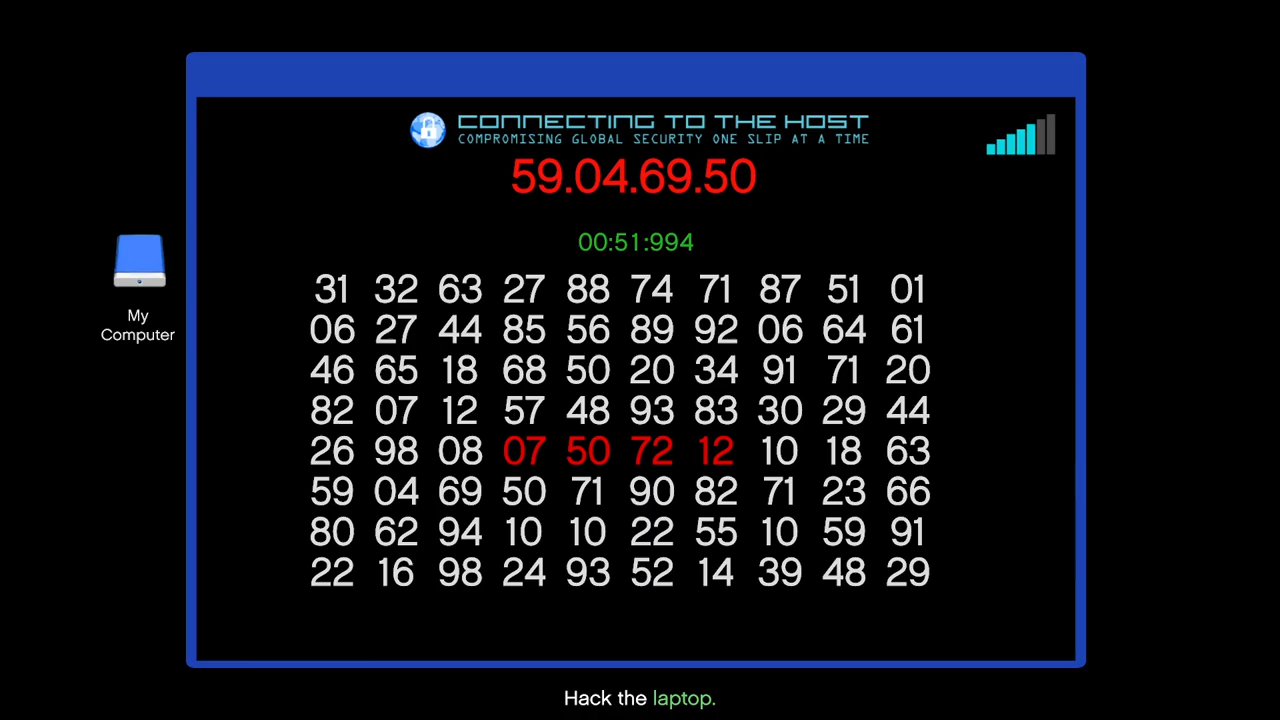 CONNECTING TO THE HOST
COMPROMISING GLOBAL SECURITY ONE SLIP AT A TIME
59.04.69.50
00:51:994
31 32 63 27 88 74 71 87 51 01
06 27 44 85 56 89 92 06 64 61
46 65 18 68 50 20 34 91 71 20
82 07 12 57 48 93 83 30 29 44
26 98 08 07 50 72 12 10 18 63
59 04 69 50 71 90 82 71 23 66
80 62 94 10 10 22 55 10 59 91
22 16 98 24 93 52 14 39 48 29
My
Computer
Hack the laptop.